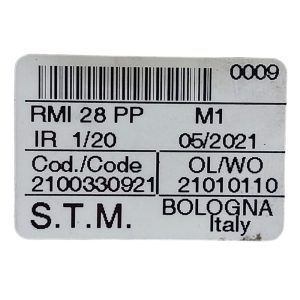 0009
RMI 28 PP M1
IR 1/20 05/2021
Cod./Code OL/WO
2100330921 21010110
S.T.M. BOLOGNA
Italy